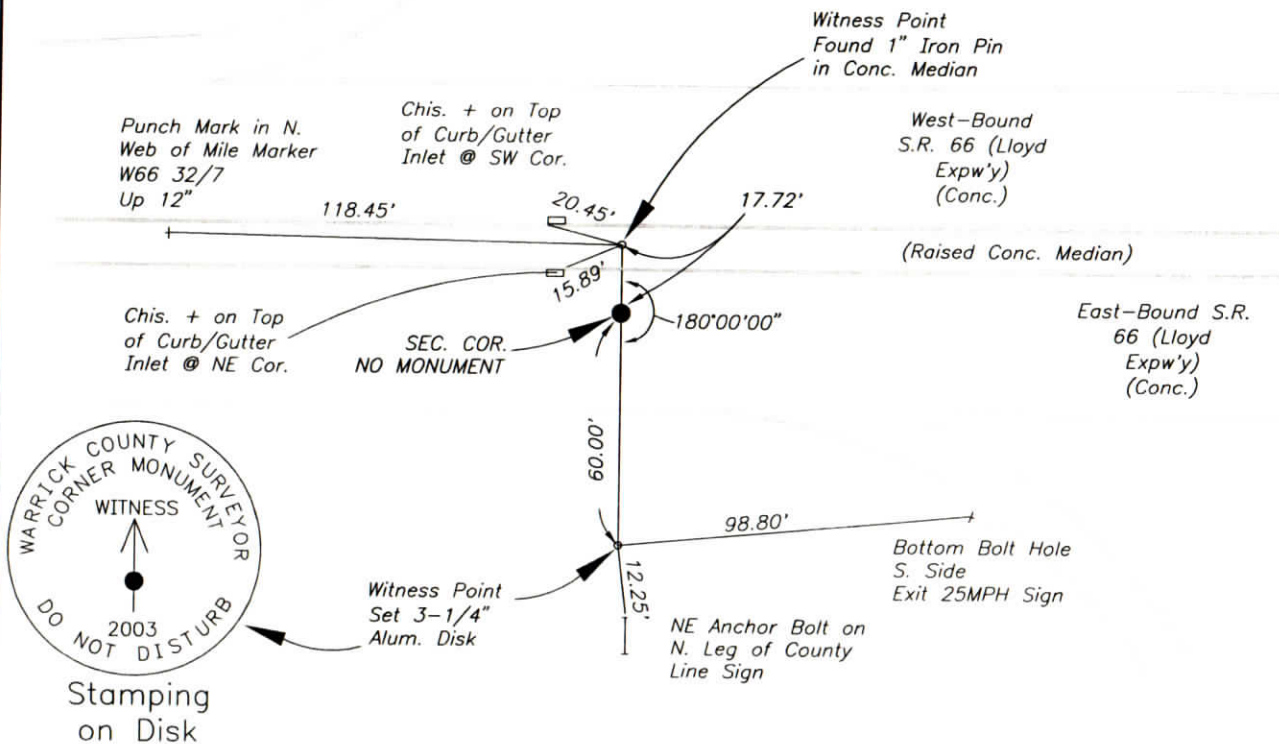 Witness Point
Found 1" Iron Pin
in Conc. Median
Chis. + on Top
of Curb/Gutter
Inlet @ SW Cor.
Punch Mark in N.
Web of Mile Marker
W66 32/7
Up 12"
West-Bound
S.R. 66 (Lloyd
Expw'y)
(Conc.)
118.45'
20.45'
17.72'
(Raised Conc. Median)
15.89'
Chis. + on Top
of Curb/Gutter
Inlet @ NE Cor.
SEC. COR.
NO MONUMENT
180°00'00"
East-Bound S.R.
66 (Lloyd
Expw'y)
(Conc.)
60.00'
WARRICK COUNTY SURVEYOR
CORNER MONUMENT
WITNESS
2003
DO NOT DISTURB
Stamping
on Disk
98.80'
Bottom Bolt Hole
S. Side
Exit 25MPH Sign
Witness Point
Set 3-1/4"
Alum. Disk
12.25'
NE Anchor Bolt on
N. Leg of County
Line Sign